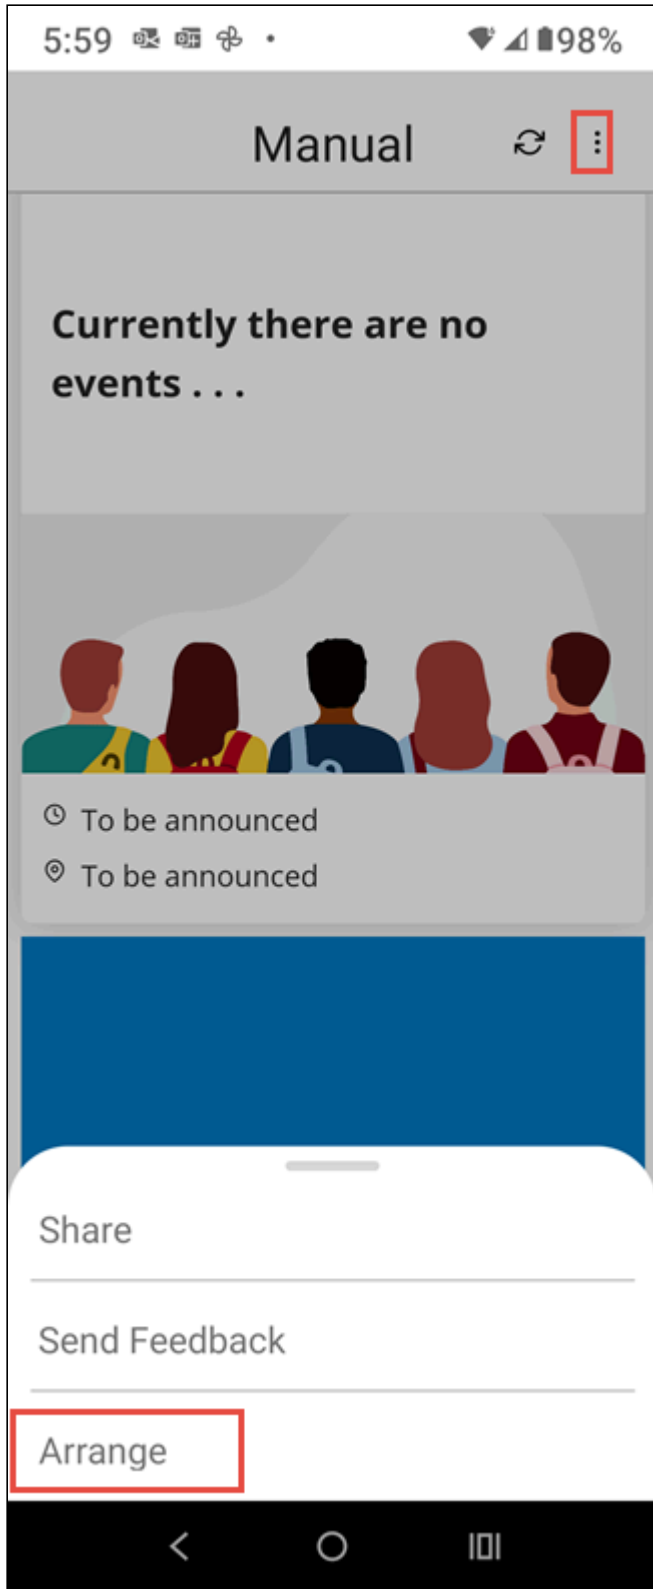 5:59 98%
Manual
Currently there are no
events . . .
To be announced
To be announced
Share
Send Feedback
Arrange